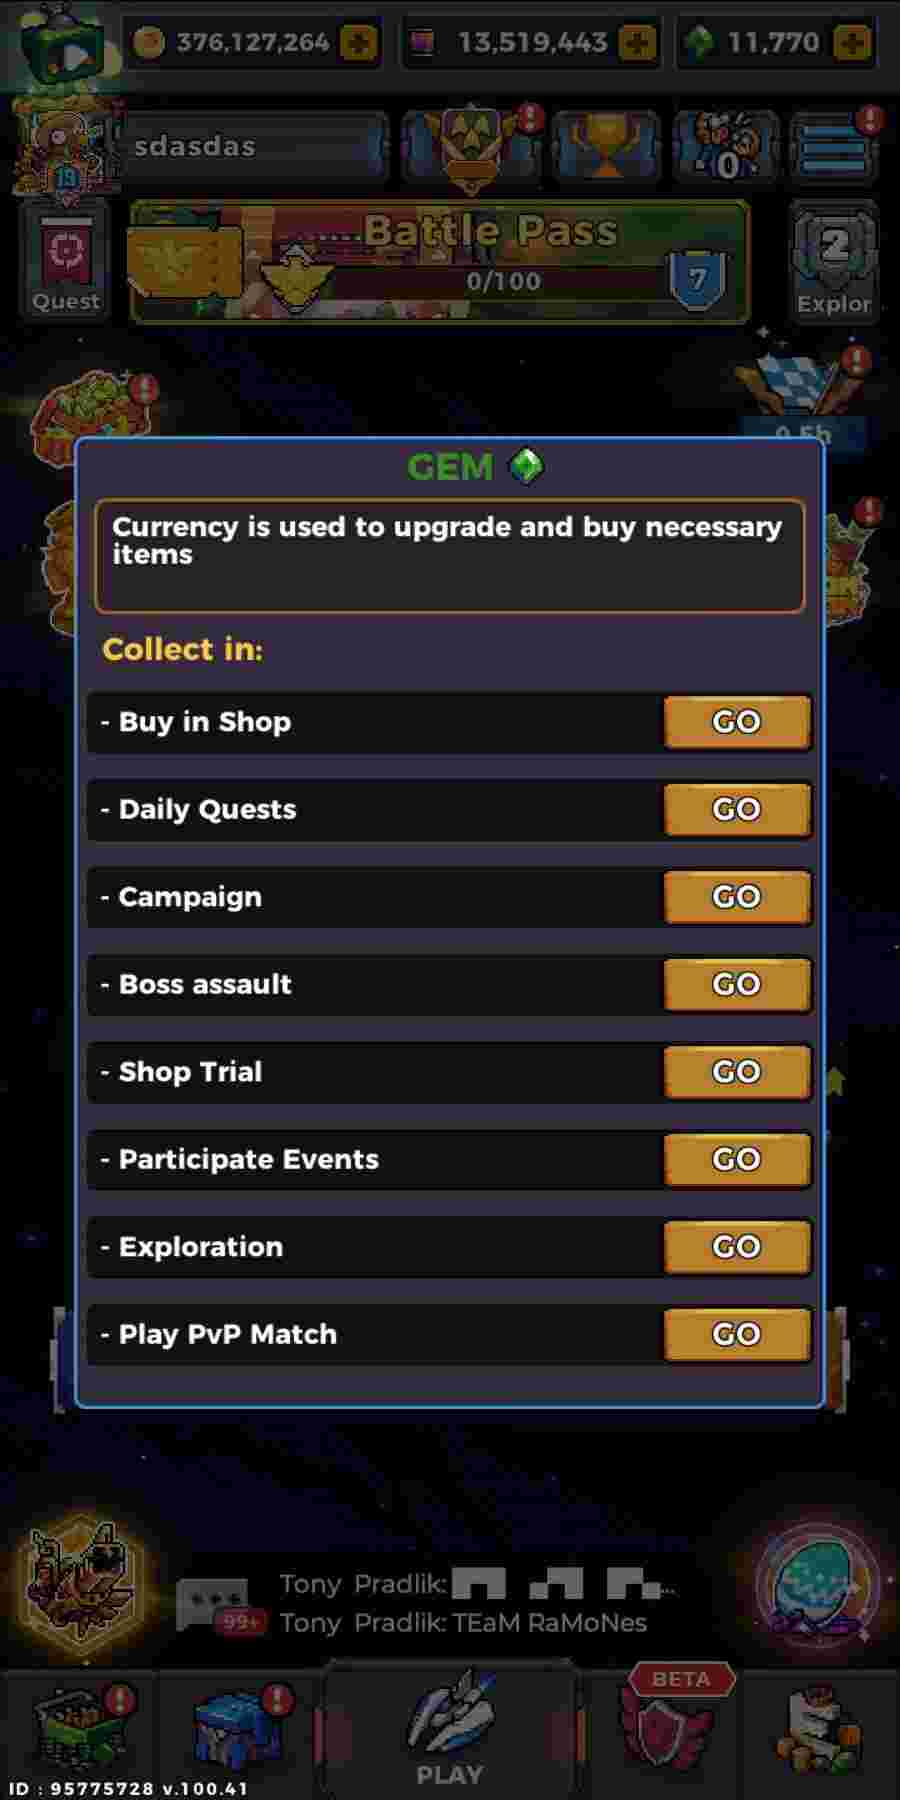 376,127,264
13,519,443
11,770
19
sdasdas
0
Battle Pass
0/100
7
2
Quest
Explor
GEM
Currency is used to upgrade and buy necessary
items
Collect in:
- Buy in Shop GO
- Daily Quests GO
- Campaign GO
- Boss assault GO
- Shop Trial GO
- Participate Events GO
- Exploration GO
- Play PvP Match GO
Tony Pradlik:
99+
Tony Pradlik: TEaM RaMoNes
BETA
PLAY
ID : 95775728 v.100.41